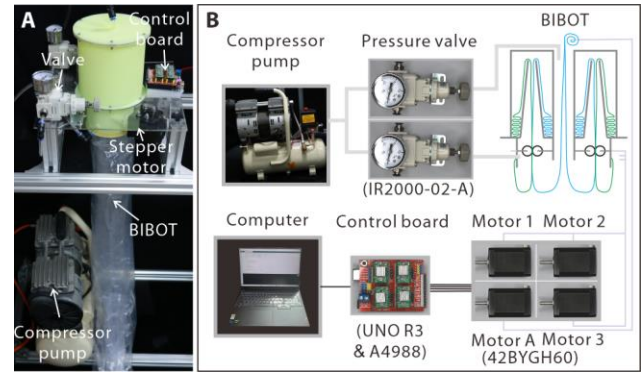 A
Control
board
Valve
Stepper
motor
BIBOT
Compressor
pump
B
BIBOT
Compressor
pump
Pressure valve
(IR2000-02-A)
Computer
Control board
Motor 1
Motor 2
(UNO R3
& A4988)
Motor A
Motor 3
(42BYGH60)